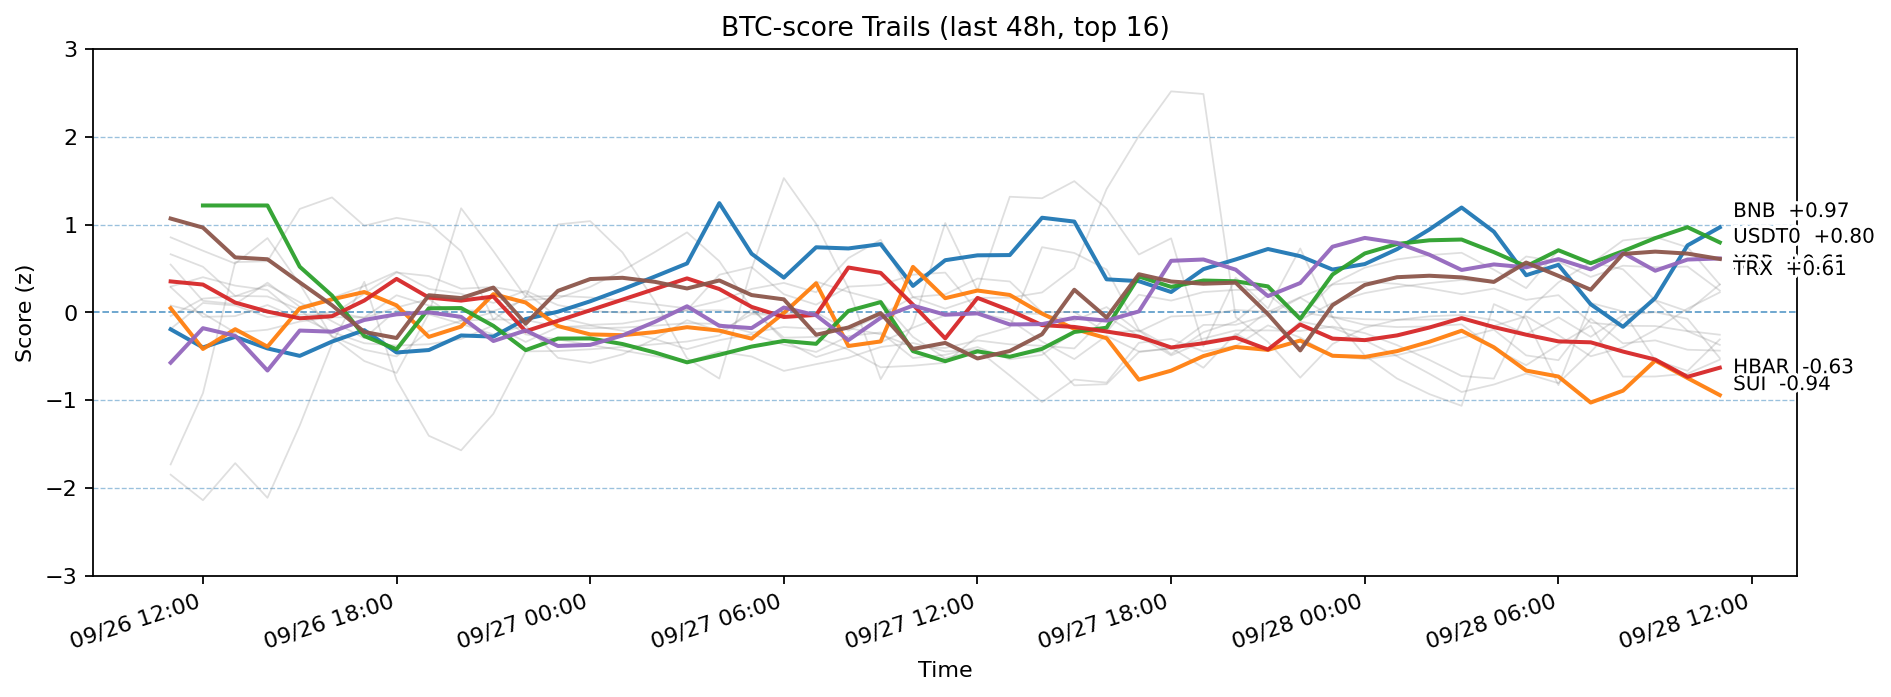 BTC-score Trails (last 48h, top 16)
Score (z)
3
2
1
0
−1
−2
−3
BNB +0.97
USDT0 +0.80
TRX +0.61
HBAR -0.63
SUI -0.94
09/26 12:00
09/26 18:00
09/27 00:00
09/27 06:00
09/27 12:00
09/27 18:00
09/28 00:00
09/28 06:00
09/28 12:00
Time